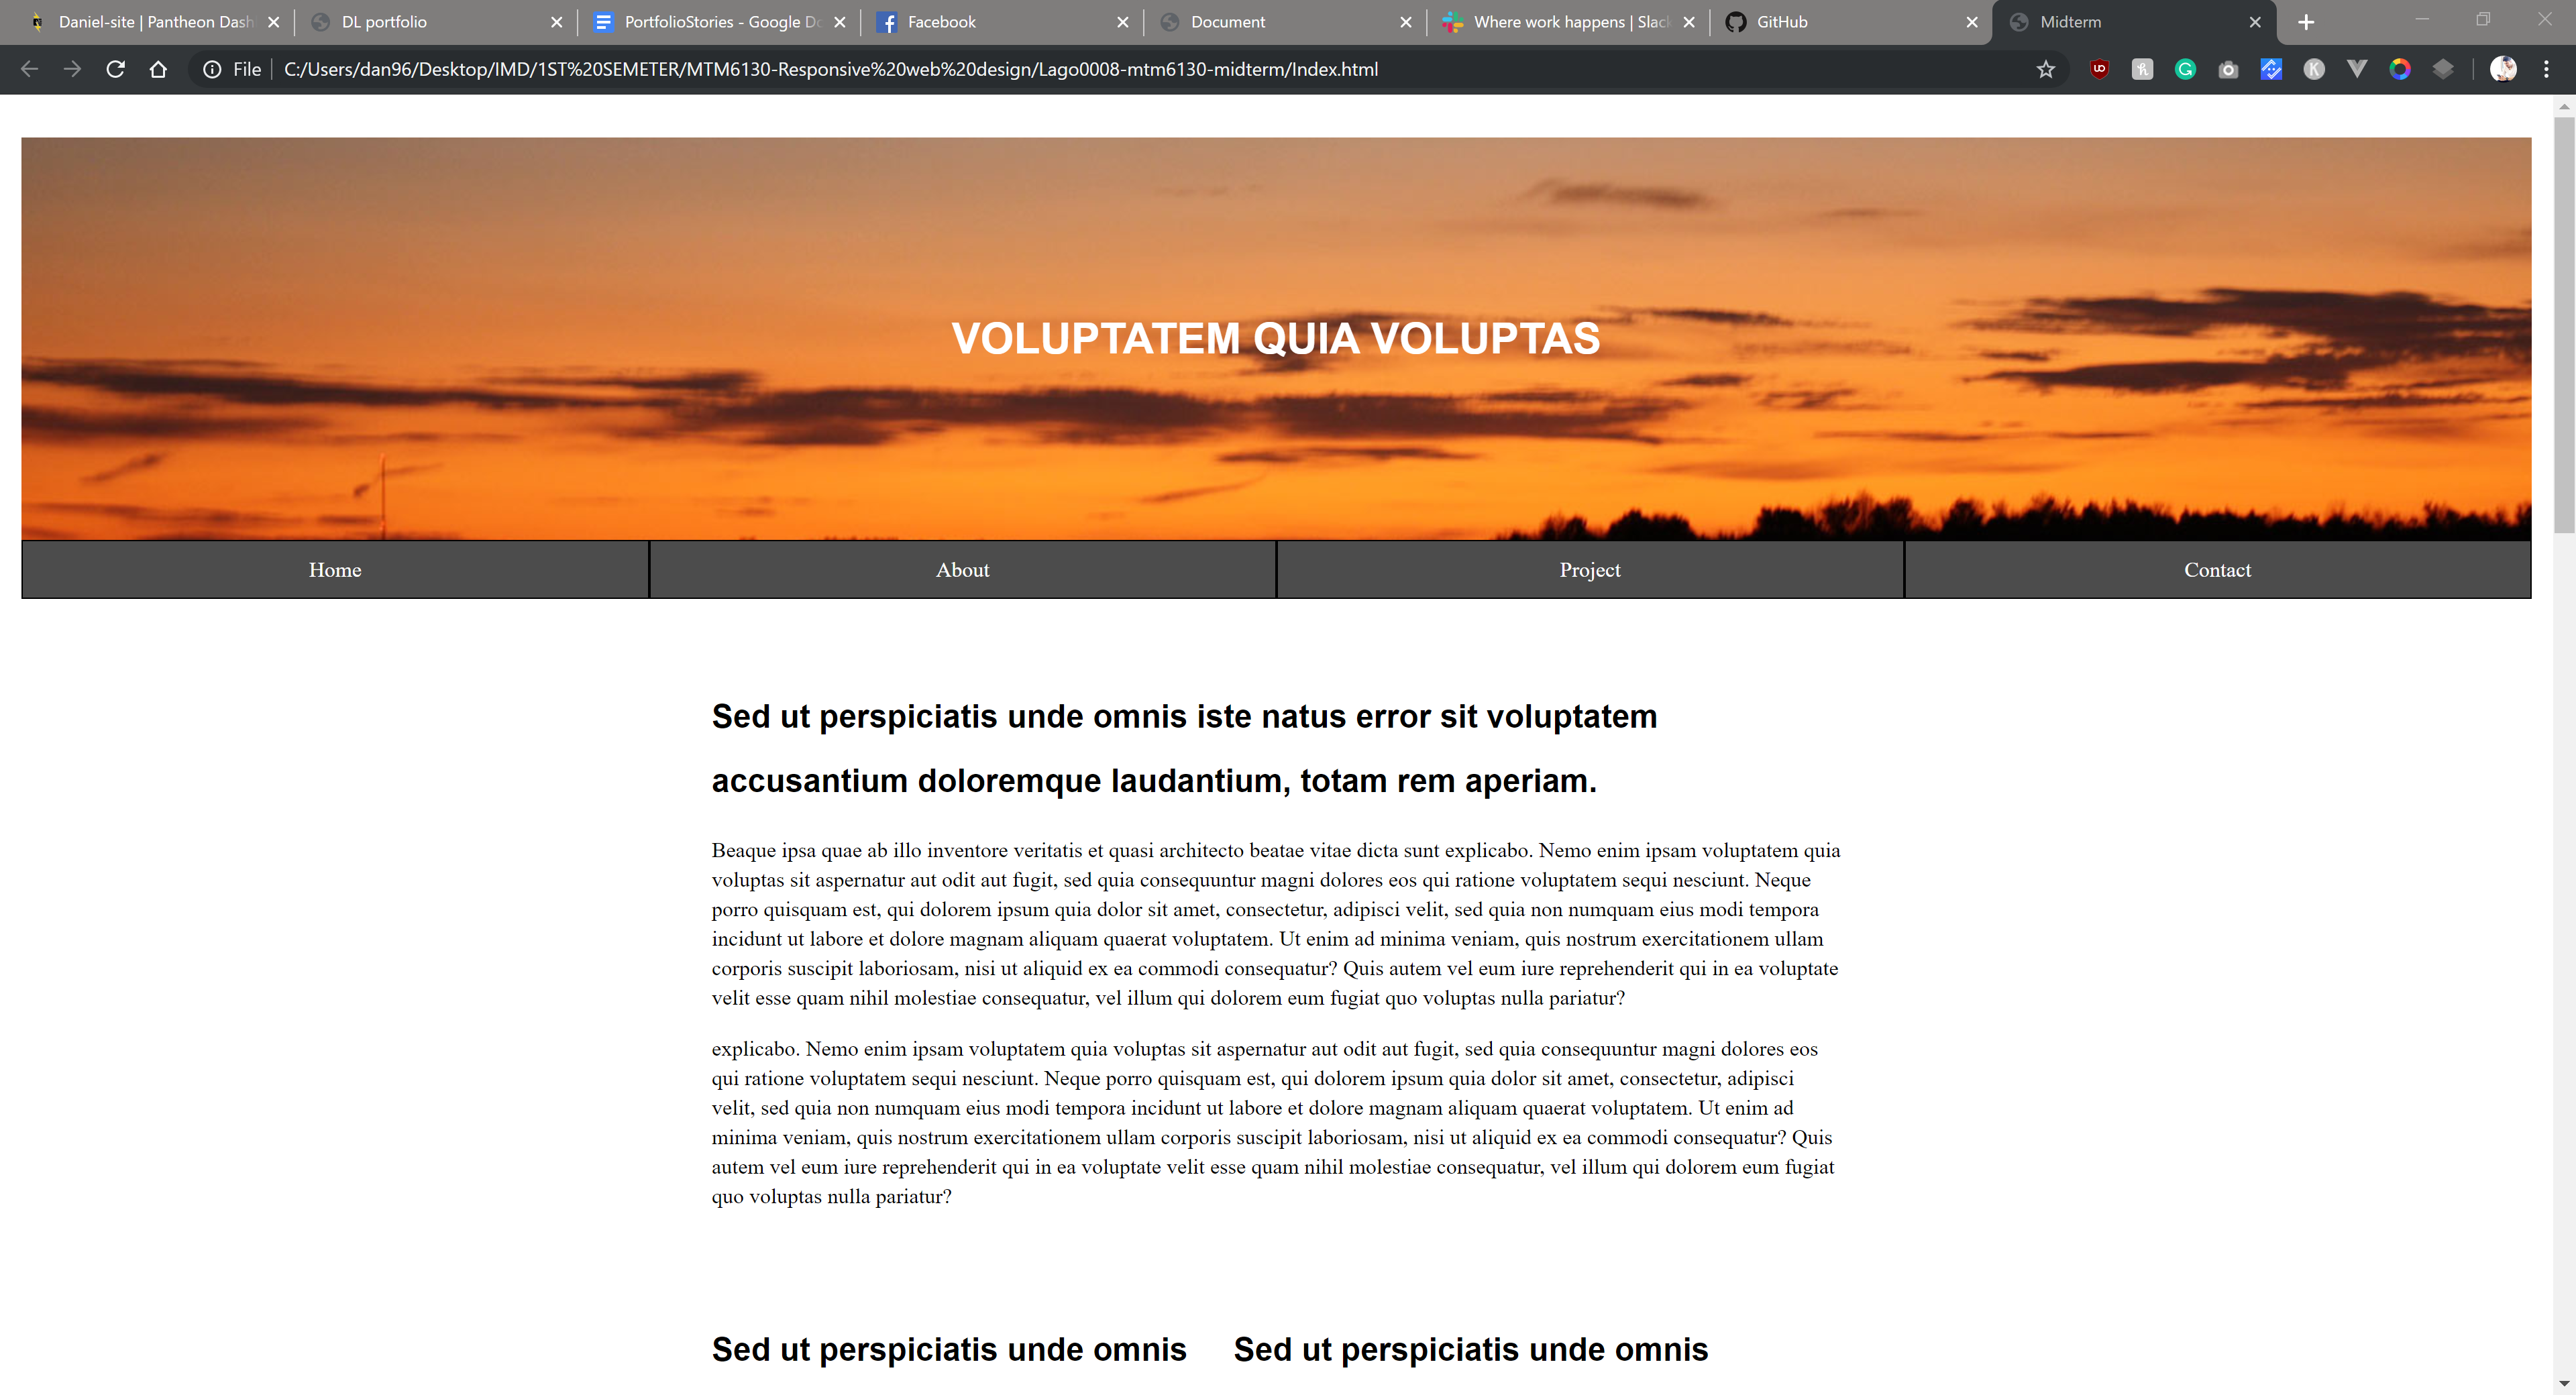 Daniel-site | Pantheon Dash
DL portfolio
PortfolioStories - Google Do
Facebook
Document
Where work happens | Slack
GitHub
Midterm
File
C:/Users/dan96/Desktop/IMD/1ST%20SEMETER/MTM6130-Responsive%20web%20design/Lago0008-mtm6130-midterm/Index.html
VOLUPTATEM QUIA VOLUPTAS
Home
About
Project
Contact
Sed ut perspiciatis unde omnis iste natus error sit voluptatem
accusantium doloremque laudantium, totam rem aperiam.
Beaque ipsa quae ab illo inventore veritatis et quasi architecto beatae vitae dicta sunt explicabo. Nemo enim ipsam voluptatem quia
voluptas sit aspernatur aut odit aut fugit, sed quia consequuntur magni dolores eos qui ratione voluptatem sequi nesciunt. Neque
porro quisquam est, qui dolorem ipsum quia dolor sit amet, consectetur, adipisci velit, sed quia non numquam eius modi tempora
incidunt ut labore et dolore magnam aliquam quaerat voluptatem. Ut enim ad minima veniam, quis nostrum exercitationem ullam
corporis suscipit laboriosam, nisi ut aliquid ex ea commodi consequatur? Quis autem vel eum iure reprehenderit qui in ea voluptate
velit esse quam nihil molestiae consequatur, vel illum qui dolorem eum fugiat quo voluptas nulla pariatur?
explicabo. Nemo enim ipsam voluptatem quia voluptas sit aspernatur aut odit aut fugit, sed quia consequuntur magni dolores eos
qui ratione voluptatem sequi nesciunt. Neque porro quisquam est, qui dolorem ipsum quia dolor sit amet, consectetur, adipisci
velit, sed quia non numquam eius modi tempora incidunt ut labore et dolore magnam aliquam quaerat voluptatem. Ut enim ad
minima veniam, quis nostrum exercitationem ullam corporis suscipit laboriosam, nisi ut aliquid ex ea commodi consequatur? Quis
autem vel eum iure reprehenderit qui in ea voluptate velit esse quam nihil molestiae consequatur, vel illum qui dolorem eum fugiat
quo voluptas nulla pariatur?
Sed ut perspiciatis unde omnis
Sed ut perspiciatis unde omnis